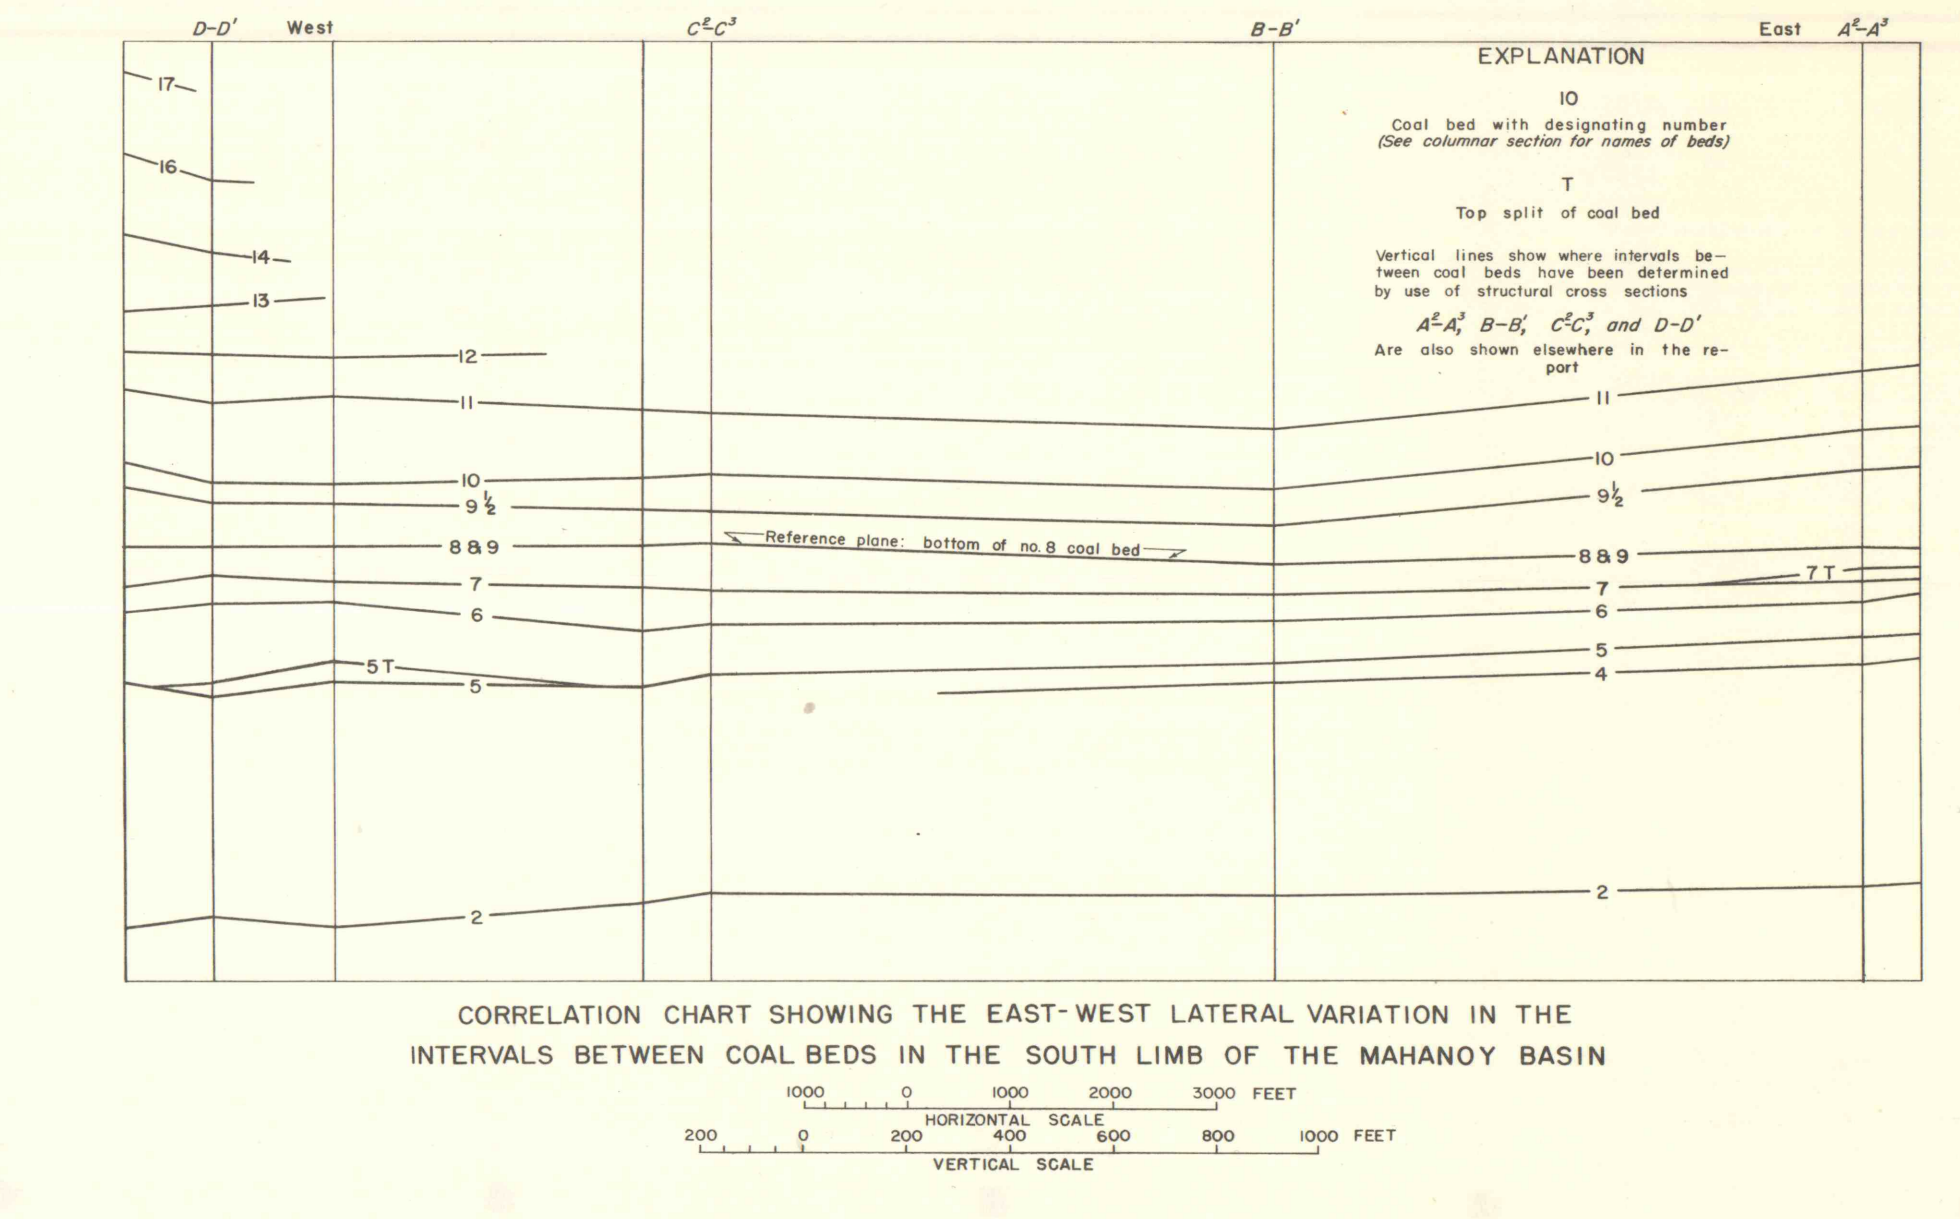 D-D′ West C²-C³ B-B′ East A²-A³
EXPLANATION
10
Coal bed with designating number
(See columnar section for names of beds)
T
Top split of coal bed
Vertical lines show where intervals be-
tween coal beds have been determined
by use of structural cross sections
A²-A³, B-B′, C²-C³, and D-D′
Are also shown elsewhere in the re-
port
17
16
14
13
12
11
11
10
10
9½
9½
Reference plane: bottom of no. 8 coal bed
8&9
8&9
7T
7
7
6
6
5T
5
5
4
2
2
CORRELATION CHART SHOWING THE EAST-WEST LATERAL VARIATION IN THE
INTERVALS BETWEEN COAL BEDS IN THE SOUTH LIMB OF THE MAHANOY BASIN
1000 0 1000 2000 3000 FEET
HORIZONTAL SCALE
200 0 200 400 600 800 1000 FEET
VERTICAL SCALE